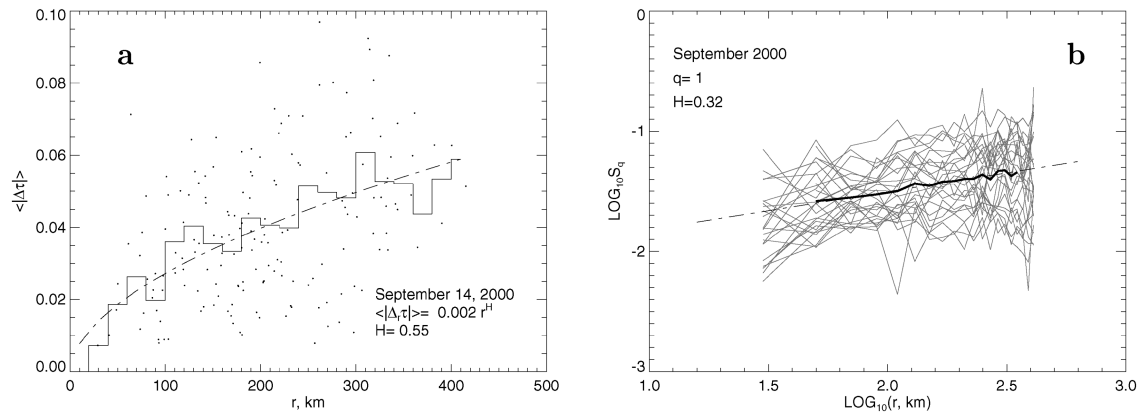 a
0.10
0.08
0.06
0.04
0.02
0.00
<|Δτ|>
September 14, 2000
<|Δᵣτ|>= 0.002 rᴴ
H= 0.55
0 100 200 300 400 500
r, km
b
September 2000
q= 1
H=0.32
0
-1
-2
-3
LOG₁₀S_q
1.0 1.5 2.0 2.5 3.0
LOG₁₀(r, km)